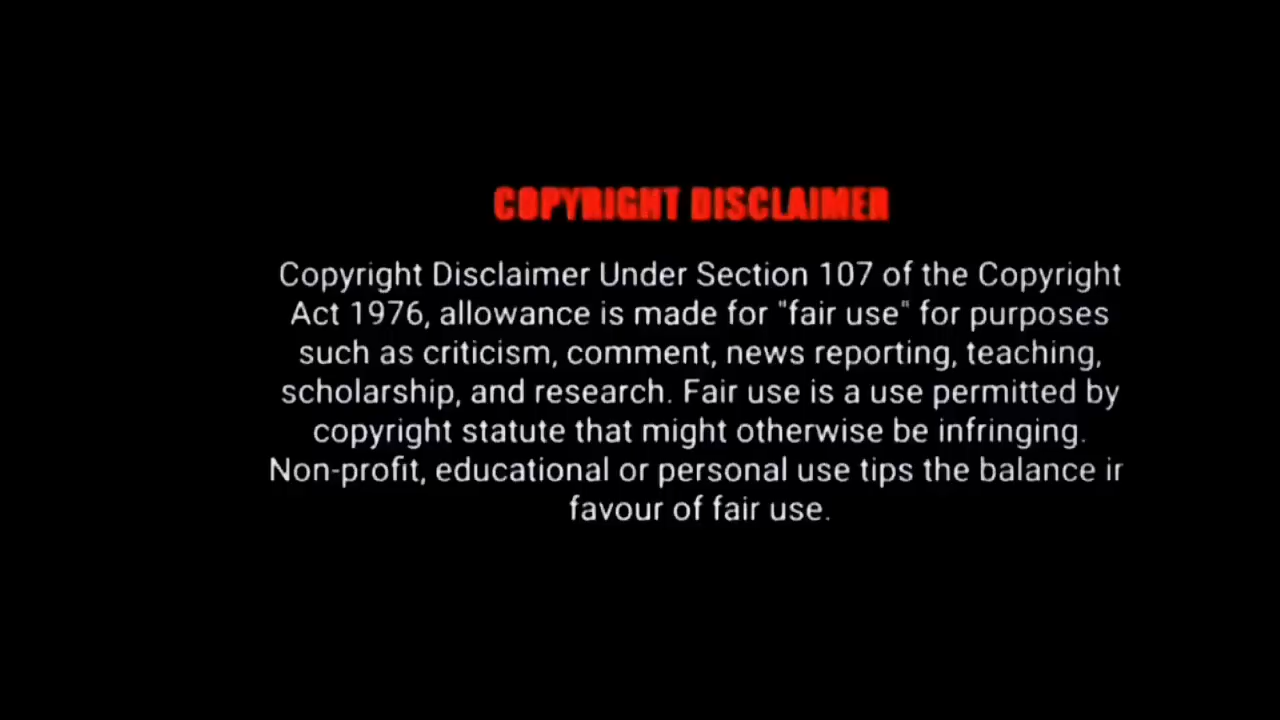 COPYRIGHT DISCLAIMER
Copyright Disclaimer Under Section 107 of the Copyright
Act 1976, allowance is made for "fair use" for purposes
such as criticism, comment, news reporting, teaching,
scholarship, and research. Fair use is a use permitted by
copyright statute that might otherwise be infringing.
Non-profit, educational or personal use tips the balance ir
favour of fair use.